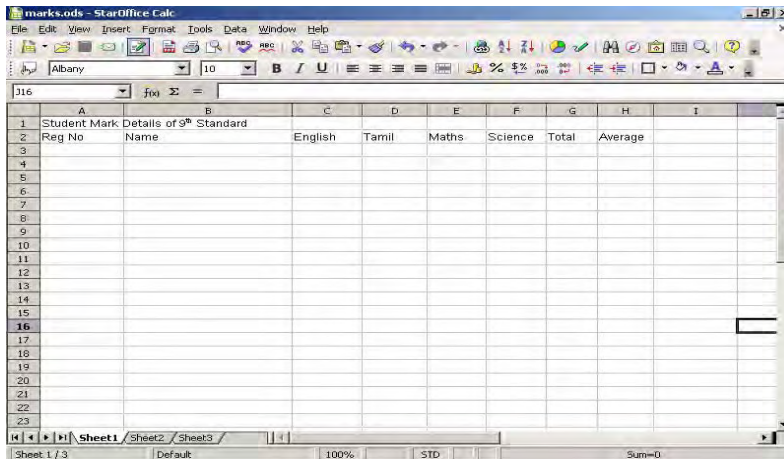 marks.ods - StarOffice Calc
File Edit View Insert Format Tools Data Window Help
Albany 10 B I U
J16 f(x) Σ =
A B C D E F G H I
1 Student Mark Details of 9th Standard
2 Reg No Name English Tamil Maths Science Total Average
3
4
5
6
7
8
9
10
11
12
13
14
15
16
17
18
19
20
21
22
23
Sheet1 Sheet2 Sheet3
Sheet 1 / 3 Default 100% STD Sum=0